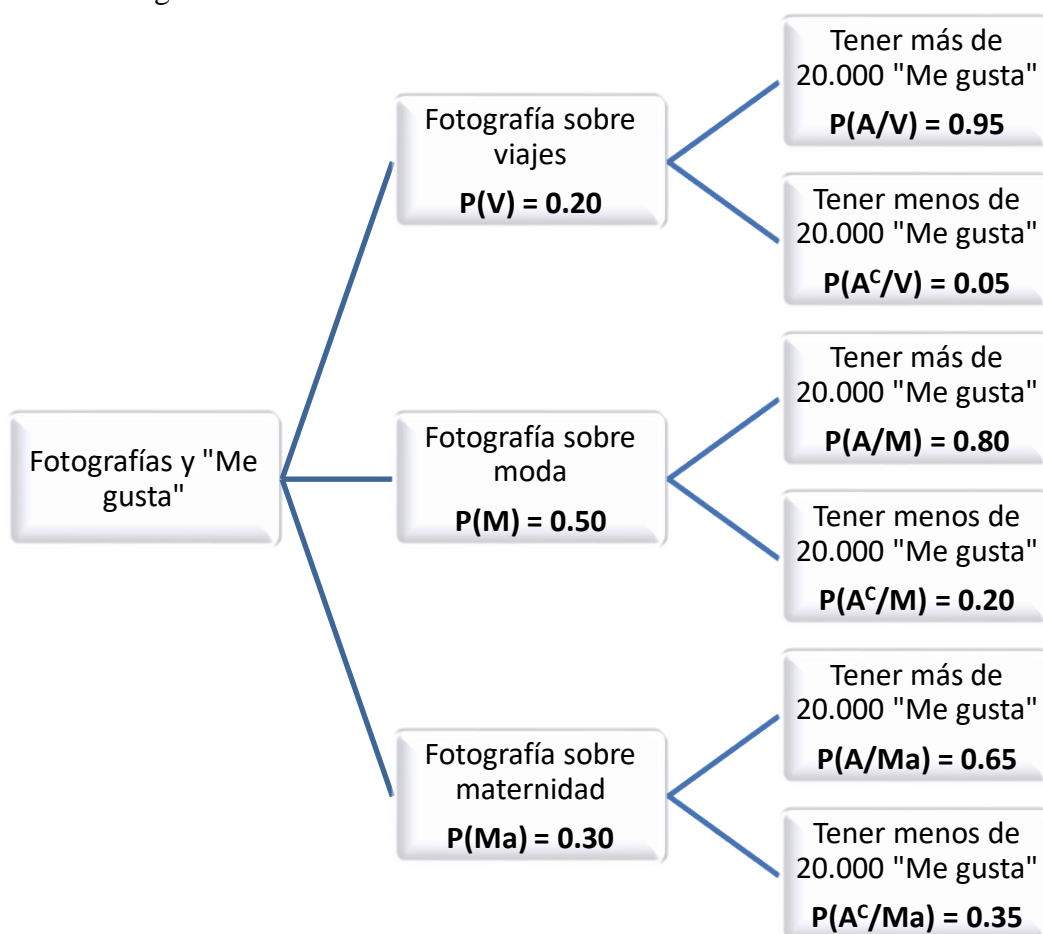 Fotografías y "Me
gusta"
Fotografía sobre
viajes
P(V) = 0.20
Tener más de
20.000 "Me gusta"
P(A/V) = 0.95
Tener menos de
20.000 "Me gusta"
P(Aᶜ/V) = 0.05
Fotografía sobre
moda
P(M) = 0.50
Tener más de
20.000 "Me gusta"
P(A/M) = 0.80
Tener menos de
20.000 "Me gusta"
P(Aᶜ/M) = 0.20
Fotografía sobre
maternidad
P(Ma) = 0.30
Tener más de
20.000 "Me gusta"
P(A/Ma) = 0.65
Tener menos de
20.000 "Me gusta"
P(Aᶜ/Ma) = 0.35